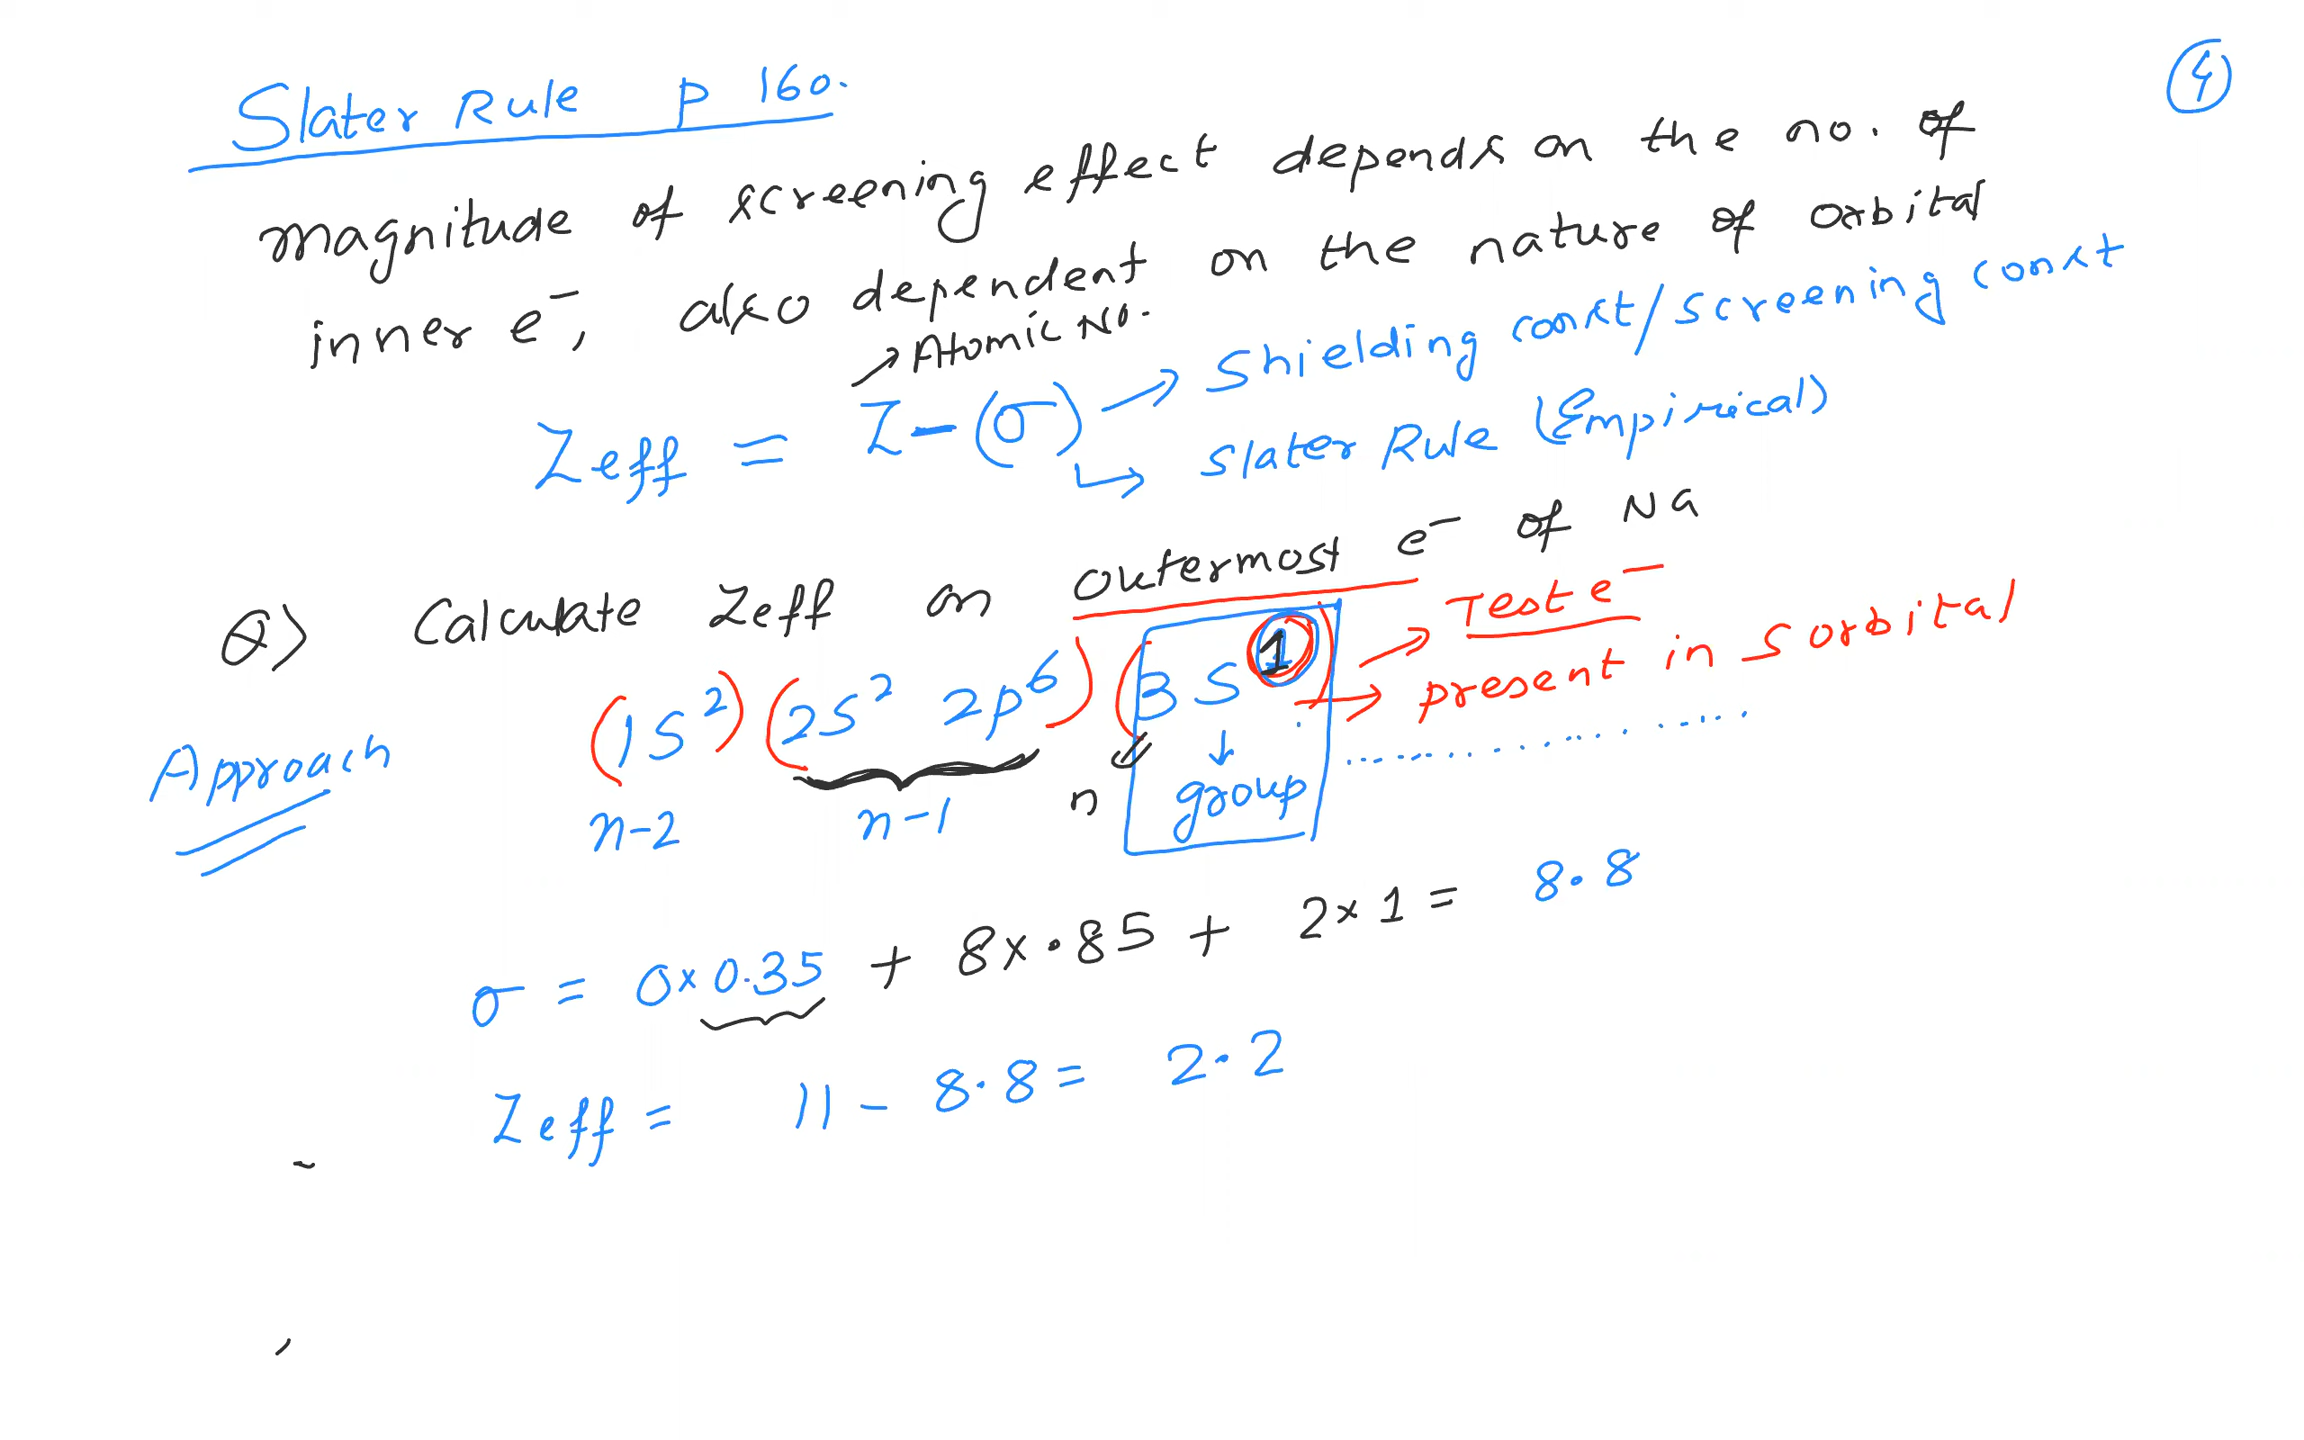 Slater Rule P 160.
4
magnitude of screening effect depends on the no. of
inner e⁻, also dependent on the nature of orbital
→ Atomic No.
Zeff = Z - (σ) → Shielding const/screening const
↳ Slater Rule (Empirical)
Q) Calculate Zeff on outermost e⁻ of Na
→ Test e⁻
Approach (1s²) (2s² 2p⁶) (3s¹) → present in s orbital
n-2 n-1 n ↓ group
σ = 0×0.35 + 8×.85 + 2×1 = 8.8
Zeff = 11 - 8.8 = 2.2